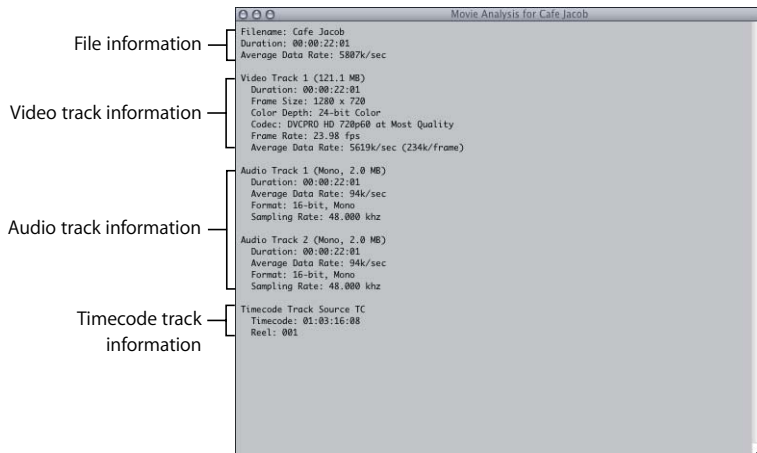 Movie Analysis for Cafe Jacob
File information
Filename: Cafe Jacob
Duration: 00:00:22:01
Average Data Rate: 5807k/sec
Video track information
Video Track 1 (121.1 MB)
Duration: 00:00:22:01
Frame Size: 1280 x 720
Color Depth: 24-bit Color
Codec: DVCPRO HD 720p60 at Most Quality
Frame Rate: 23.98 fps
Average Data Rate: 5619k/sec (234k/frame)
Audio track information
Audio Track 1 (Mono, 2.0 MB)
Duration: 00:00:22:01
Average Data Rate: 94k/sec
Format: 16-bit, Mono
Sampling Rate: 48.000 khz
Audio Track 2 (Mono, 2.0 MB)
Duration: 00:00:22:01
Average Data Rate: 94k/sec
Format: 16-bit, Mono
Sampling Rate: 48.000 khz
Timecode track
information
Timecode Track Source TC
Timecode: 01:03:16:08
Reel: 001